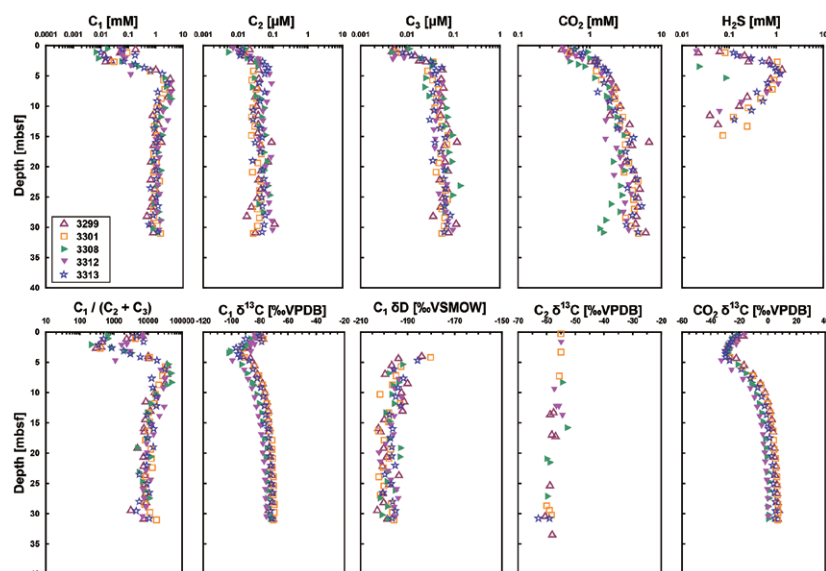 C₁ [mM]
0.0001 0.001 0.01 0.1 1 10
C₂ [µM]
0.0001 0.001 0.01 0.1 1 10
C₃ [µM]
0.0001 0.001 0.01 0.1 1
CO₂ [mM]
0.1 1 10
H₂S [mM]
0.01 0.1 1 10
Depth [mbsf]
0
5
10
15
20
25
30
35
40
3299
3301
3308
3312
3313
C₁ / (C₂ + C₃)
10 100 1000 10000 100000
C₁ δ¹³C [‰VPDB]
-120 -100 -80 -60 -40 -20
C₁ δD [‰VSMOW]
-210 -190 -170 -150
C₂ δ¹³C [‰VPDB]
-70 -60 -50 -40 -30 -20
CO₂ δ¹³C [‰VPDB]
-60 -40 -20 0 20 40
Depth [mbsf]
0
5
10
15
20
25
30
35